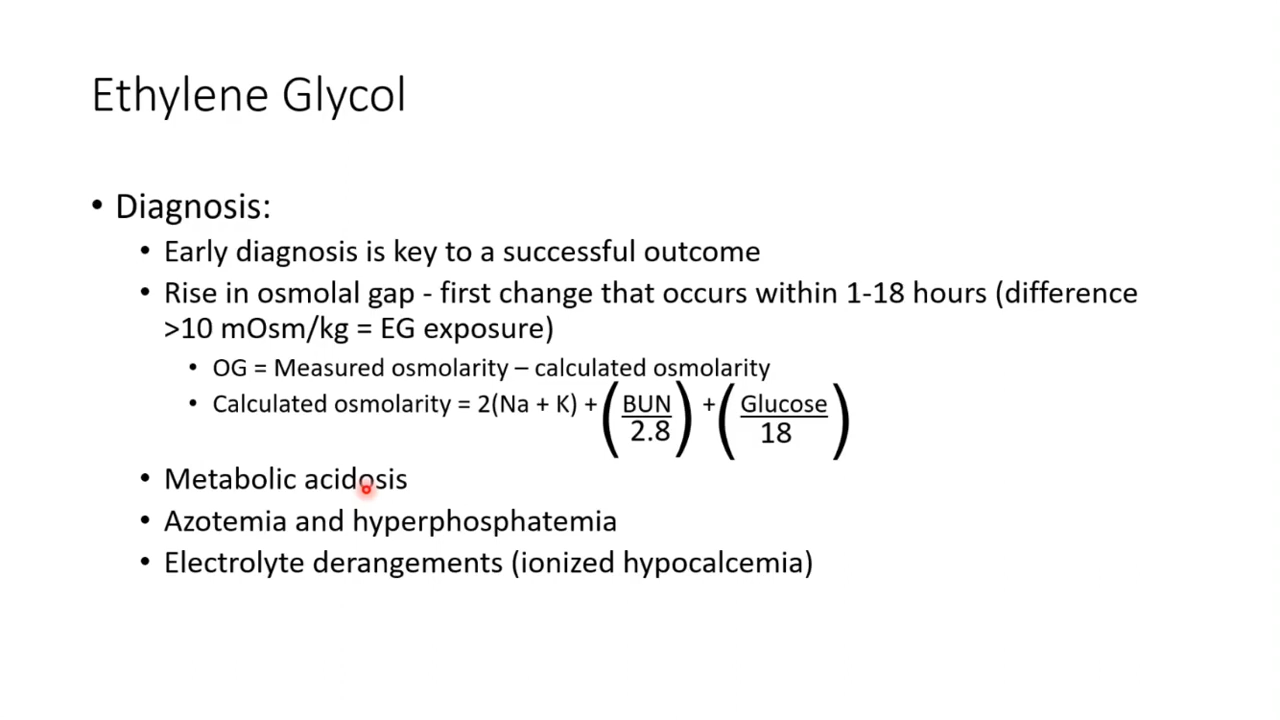 Ethylene Glycol
• Diagnosis:
• Early diagnosis is key to a successful outcome
• Rise in osmolal gap - first change that occurs within 1-18 hours (difference
>10 mOsm/kg = EG exposure)
• OG = Measured osmolarity – calculated osmolarity
• Calculated osmolarity = 2(Na + K) + (BUN/2.8) + (Glucose/18)
• Metabolic acidosis
• Azotemia and hyperphosphatemia
• Electrolyte derangements (ionized hypocalcemia)